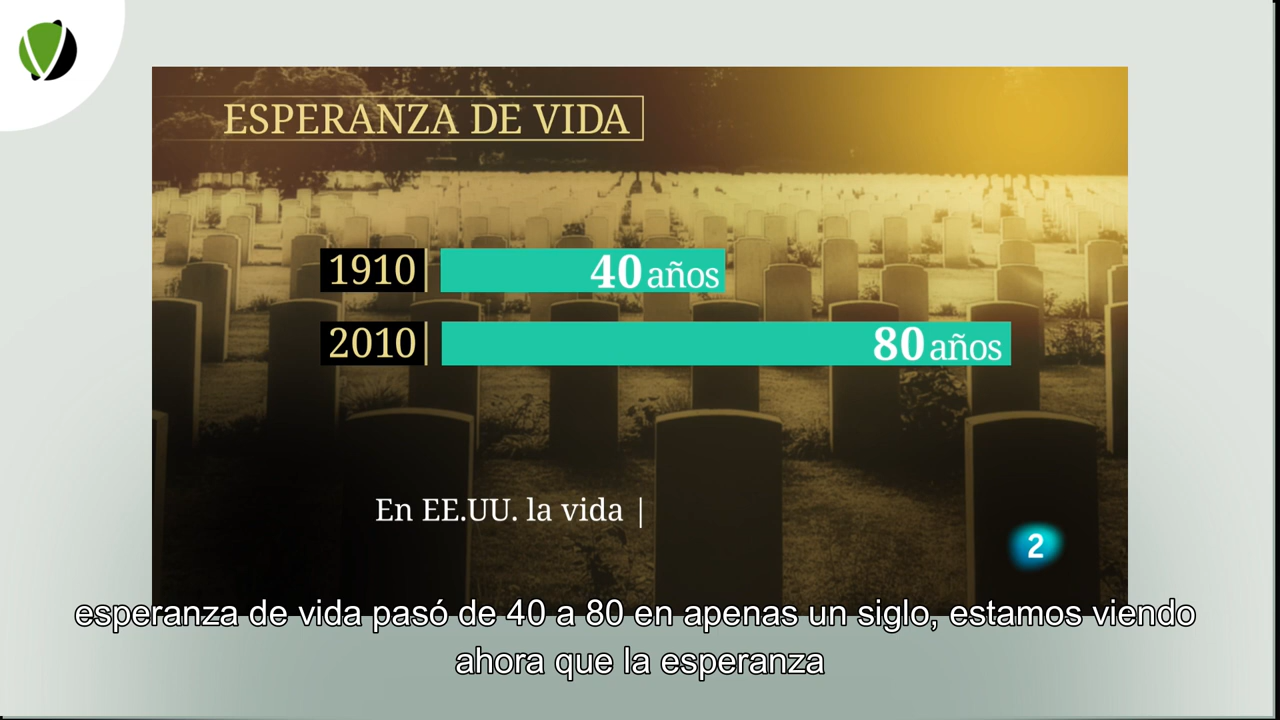 ESPERANZA DE VIDA
1910 40 años
2010 80 años
En EE.UU. la vida |
2
esperanza de vida pasó de 40 a 80 en apenas un siglo, estamos viendo
ahora que la esperanza